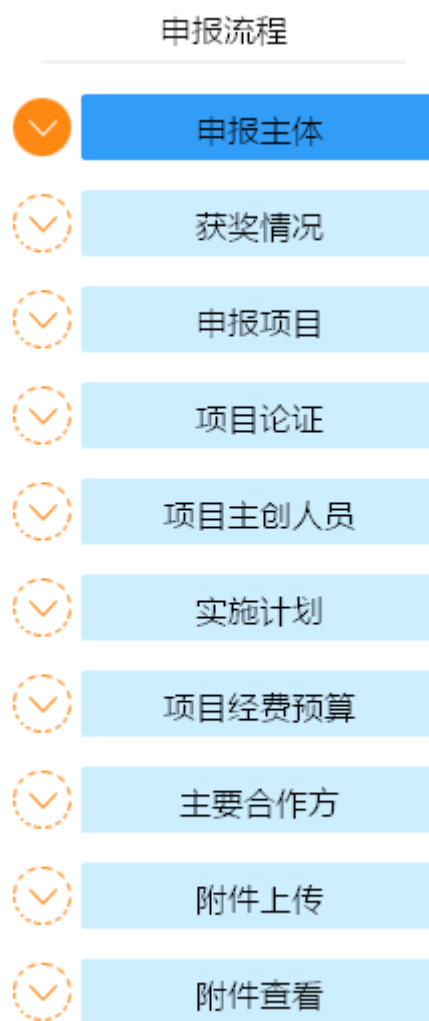 申报流程
申报主体
获奖情况
申报项目
项目论证
项目主创人员
实施计划
项目经费预算
主要合作方
附件上传
附件查看